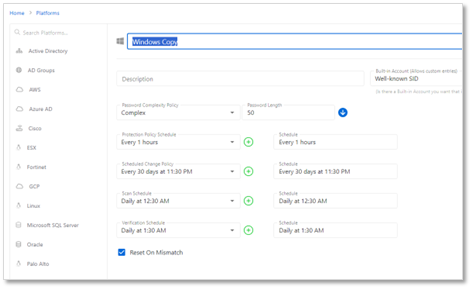 Home > Platforms
Search Platforms...
Active Directory
AD Groups
AWS
Azure AD
Cisco
ESX
Fortinet
GCP
Linux
Microsoft SQL Server
Oracle
Palo Alto
Windows Copy
Description
Built-in Account (Allows custom entries)
Well-known SID
Is there a Built-in Account you want that
Password Complexity Policy
Complex
Password Length
50
Protection Policy Schedule
Every 1 hours
Schedule
Every 1 hours
Scheduled Change Policy
Every 30 days at 11:30 PM
Schedule
Every 30 days at 11:30 PM
Scan Schedule
Daily at 12:30 AM
Schedule
Daily at 12:30 AM
Verification Schedule
Daily at 1:30 AM
Schedule
Daily at 1:30 AM
Reset On Mismatch